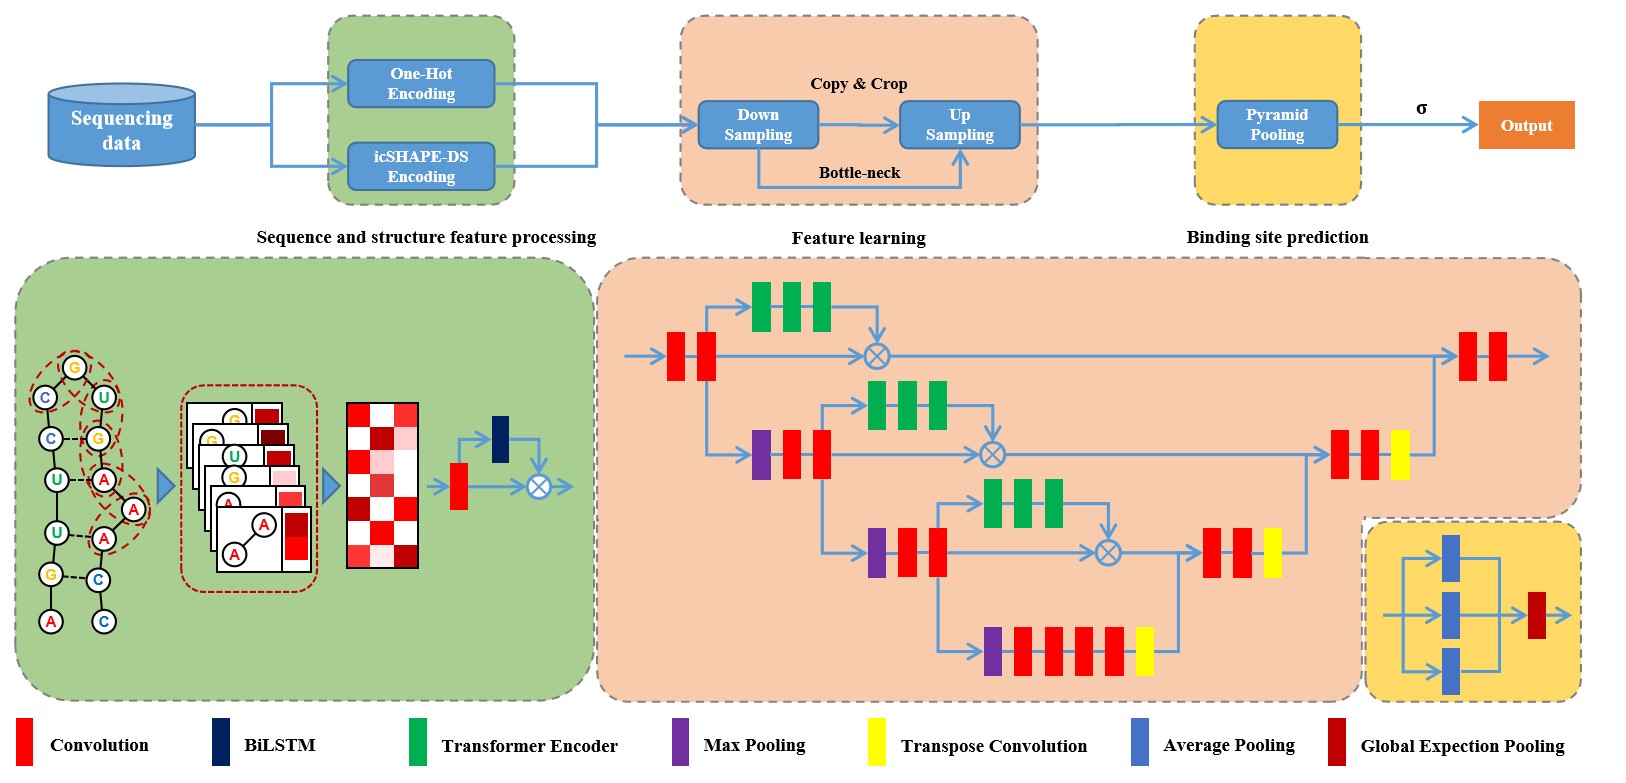 Sequencing
data
One-Hot
Encoding
icSHAPE-DS
Encoding
Copy & Crop
Down
Sampling
Up
Sampling
Bottle-neck
Pyramid
Pooling
σ
Output
Sequence and structure feature processing
Feature learning
Binding site prediction
G
C
U
C
G
U
A
A
U
A
G
C
A
C
G
G
U
G
A
A
A
Convolution
BiLSTM
Transformer Encoder
Max Pooling
Transpose Convolution
Average Pooling
Global Expection Pooling